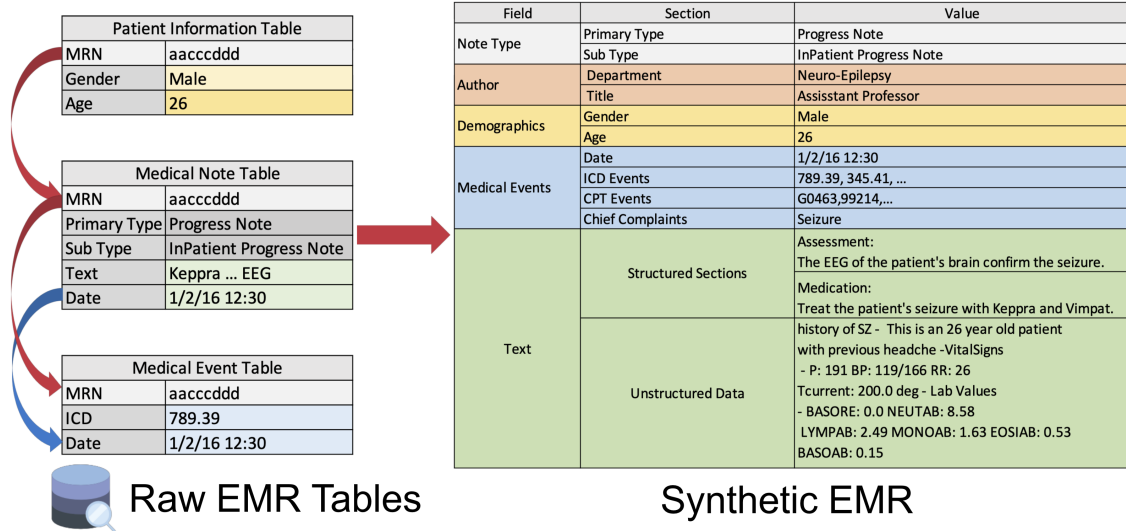 Patient Information Table
MRN aacccddd
Gender Male
Age 26
Medical Note Table
MRN aacccddd
Primary Type Progress Note
Sub Type InPatient Progress Note
Text Keppra ... EEG
Date 1/2/16 12:30
Medical Event Table
MRN aacccddd
ICD 789.39
Date 1/2/16 12:30
Raw EMR Tables
Field Section Value
Note Type
Primary Type Progress Note
Sub Type InPatient Progress Note
Author
Department Neuro-Epilepsy
Title Assisstant Professor
Demographics
Gender Male
Age 26
Medical Events
Date 1/2/16 12:30
ICD Events 789.39, 345.41, ...
CPT Events G0463,99214,...
Chief Complaints Seizure
Text
Structured Sections
Assessment:
The EEG of the patient's brain confirm the seizure.
Medication:
Treat the patient's seizure with Keppra and Vimpat.
Unstructured Data
history of SZ - This is an 26 year old patient
with previous headche -VitalSigns
- P: 191 BP: 119/166 RR: 26
Tcurrent: 200.0 deg - Lab Values
- BASORE: 0.0 NEUTAB: 8.58
LYMPAB: 2.49 MONOAB: 1.63 EOSIAB: 0.53
BASOAB: 0.15
Synthetic EMR